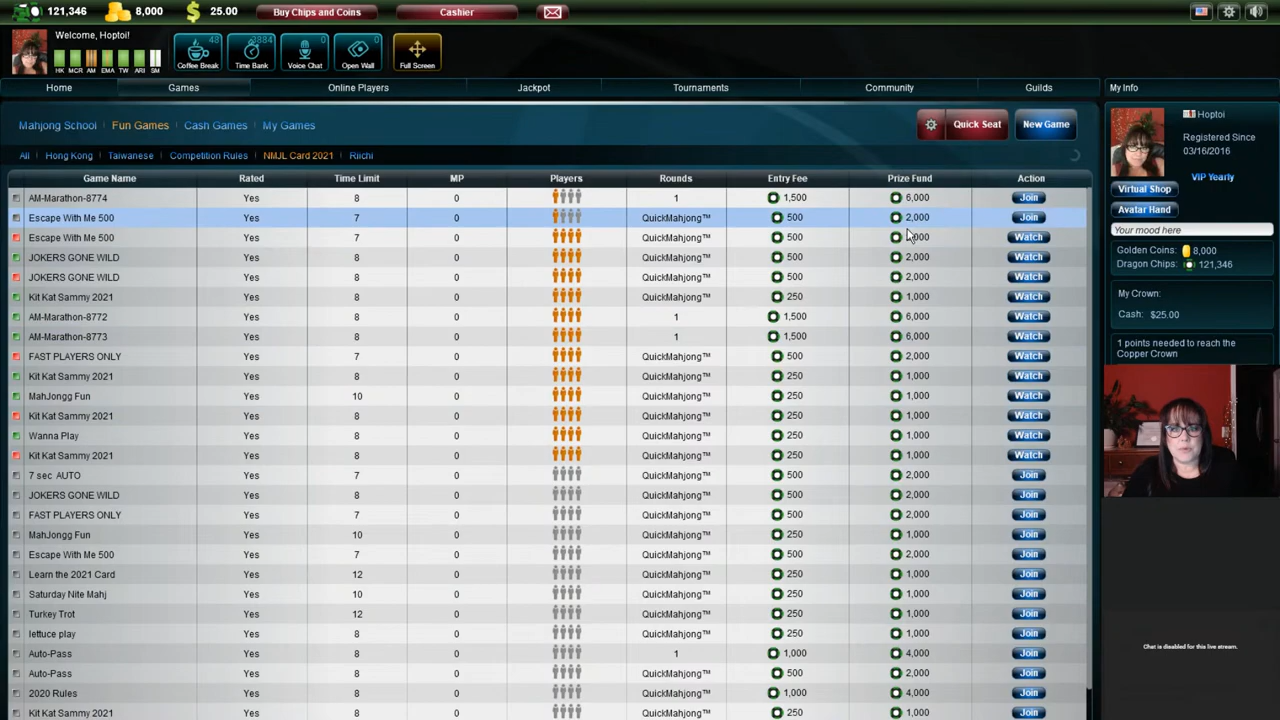 121,346 8,000 25.00 Buy Chips and Coins Cashier
Welcome, Hoptoi!
HK MCR AM EMA TW ARI SM
48 3884 0 0
Coffee Break Time Bank Voice Chat Open Wall Full Screen
Home Games Online Players Jackpot Tournaments Community Guilds My Info
Mahjong School Fun Games Cash Games My Games Quick Seat New Game
All Hong Kong Taiwanese Competition Rules NMJL Card 2021 Riichi
Game Name Rated Time Limit MP Players Rounds Entry Fee Prize Fund Action
AM-Marathon-8774 Yes 8 0 1 1,500 6,000 Join
Escape With Me 500 Yes 7 0 QuickMahjong™ 500 2,000 Join
Escape With Me 500 Yes 7 0 QuickMahjong™ 500 Watch
JOKERS GONE WILD Yes 8 0 QuickMahjong™ 500 2,000 Watch
JOKERS GONE WILD Yes 8 0 QuickMahjong™ 500 2,000 Watch
Kit Kat Sammy 2021 Yes 8 0 QuickMahjong™ 250 1,000 Watch
AM-Marathon-8772 Yes 8 0 1 1,500 6,000 Watch
AM-Marathon-8773 Yes 8 0 1 1,500 6,000 Watch
FAST PLAYERS ONLY Yes 7 0 QuickMahjong™ 500 2,000 Watch
Kit Kat Sammy 2021 Yes 8 0 QuickMahjong™ 250 1,000 Watch
MahJongg Fun Yes 10 0 QuickMahjong™ 250 1,000 Watch
Kit Kat Sammy 2021 Yes 8 0 QuickMahjong™ 250 1,000 Watch
Wanna Play Yes 8 0 QuickMahjong™ 250 1,000 Watch
Kit Kat Sammy 2021 Yes 8 0 QuickMahjong™ 250 1,000 Watch
7 sec AUTO Yes 7 0 QuickMahjong™ 500 2,000 Join
JOKERS GONE WILD Yes 8 0 QuickMahjong™ 500 2,000 Join
FAST PLAYERS ONLY Yes 7 0 QuickMahjong™ 500 2,000 Join
MahJongg Fun Yes 10 0 QuickMahjong™ 250 1,000 Join
Escape With Me 500 Yes 7 0 QuickMahjong™ 500 2,000 Join
Learn the 2021 Card Yes 12 0 QuickMahjong™ 250 1,000 Join
Saturday Nite Mahj Yes 10 0 QuickMahjong™ 250 1,000 Join
Turkey Trot Yes 12 0 QuickMahjong™ 250 1,000 Join
lettuce play Yes 8 0 QuickMahjong™ 250 1,000 Join
Auto-Pass Yes 8 0 1 1,000 4,000 Join
Auto-Pass Yes 8 0 QuickMahjong™ 500 2,000 Join
2020 Rules Yes 8 0 QuickMahjong™ 1,000 4,000 Join
Kit Kat Sammy 2021 Yes 8 0 QuickMahjong™ 250 1,000 Join
Hoptoi
Registered Since
03/16/2016
VIP Yearly
Virtual Shop
Avatar Hand
Your mood here
Golden Coins: 8,000
Dragon Chips: 121,346
My Crown:
Cash: $25.00
1 points needed to reach the
Copper Crown
Chat is disabled for this live stream.